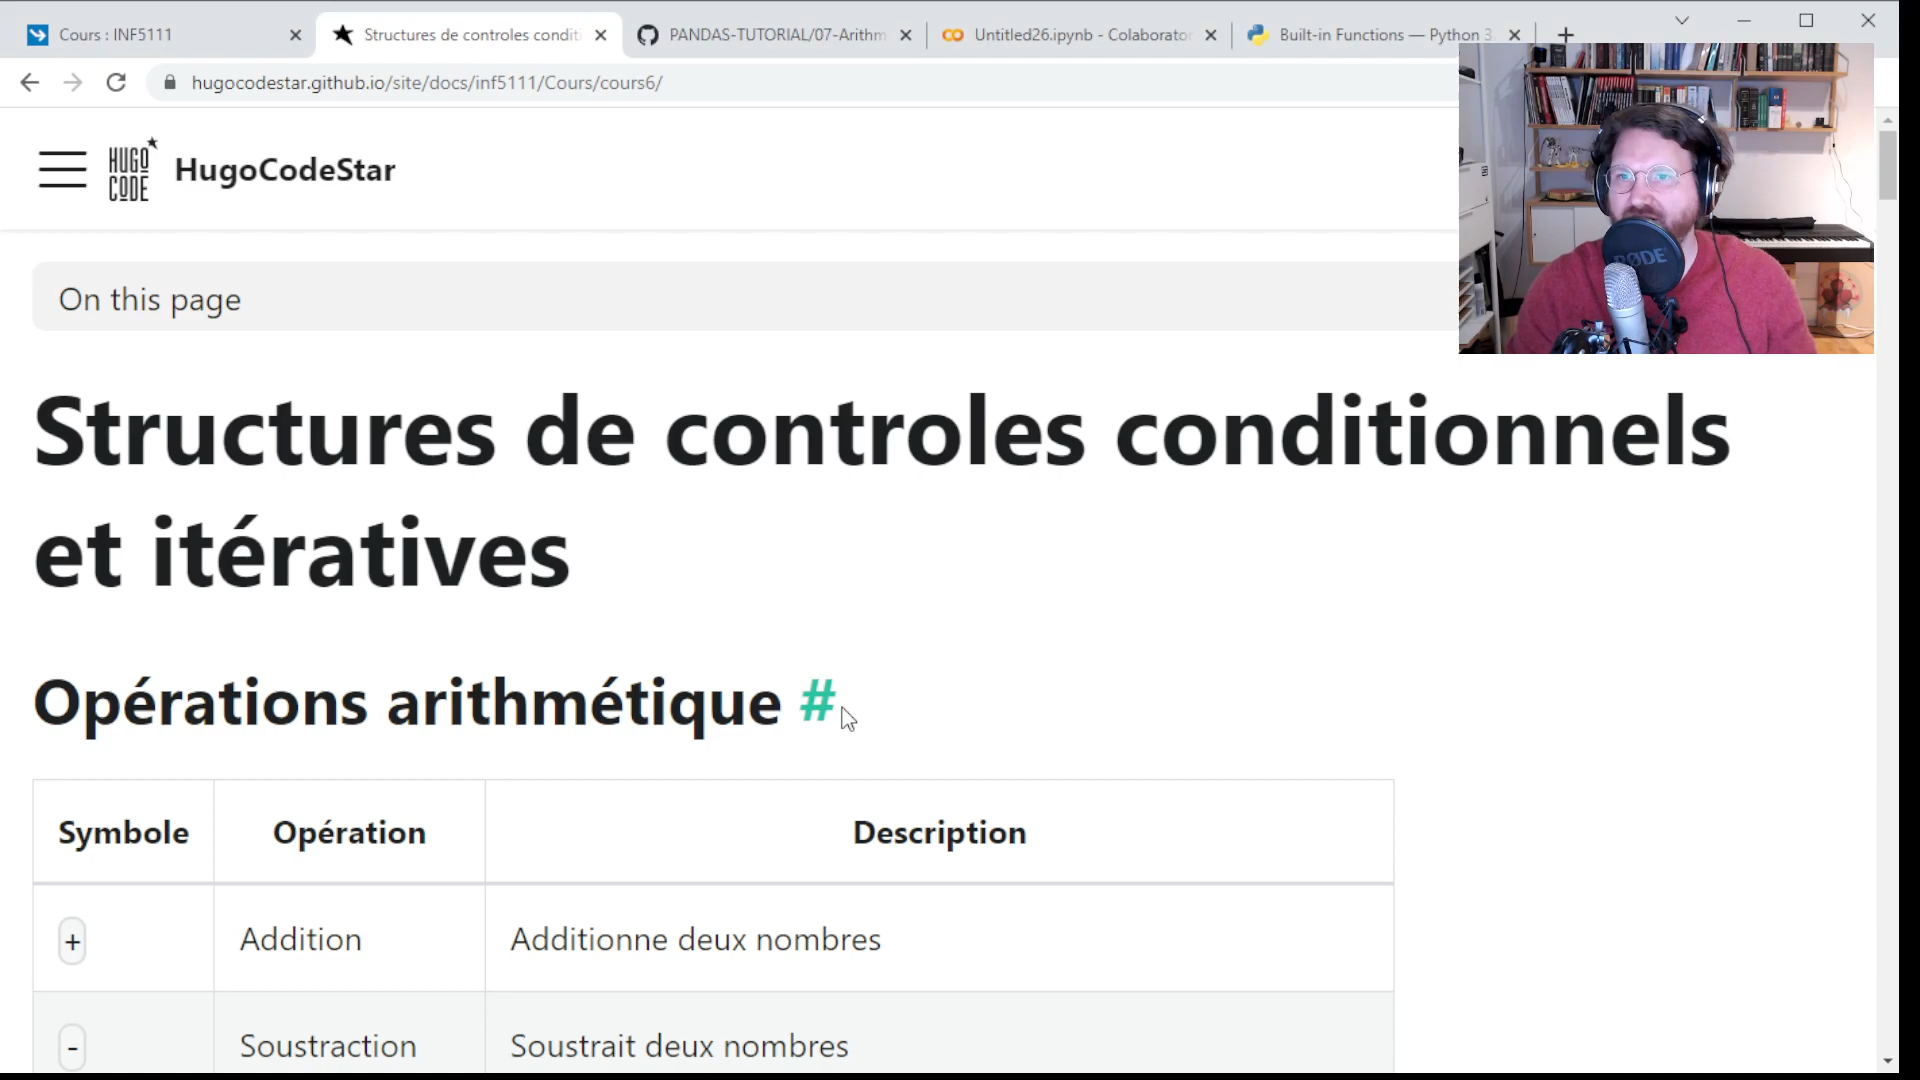 Cours : INF5111
Structures de controles condit
PANDAS-TUTORIAL/07-Arithm
Untitled26.ipynb - Colaborato
Built-in Functions — Python 3.
hugocodestar.github.io/site/docs/inf5111/Cours/cours6/
HUGO
CODE
HugoCodeStar
RØDE
On this page
Structures de controles conditionnels
et itératives
Opérations arithmétique #
Symbole Opération Description
+ Addition Additionne deux nombres
- Soustraction Soustrait deux nombres